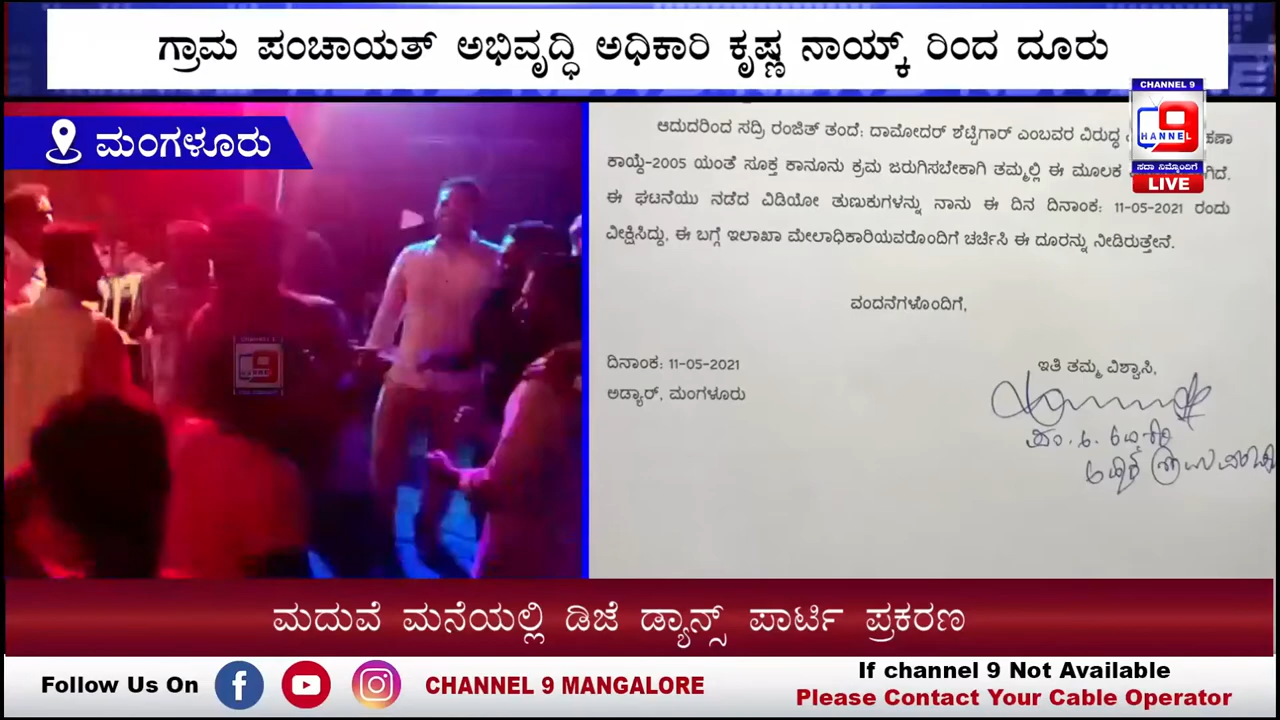 ಗ್ರಾಮ ಪಂಚಾಯತ್ ಅಭಿವೃದ್ಧಿ ಅಧಿಕಾರಿ ಕೃಷ್ಣ ನಾಯ್ಕ್ ರಿಂದ ದೂರು
CHANNEL 9
9
HANNEL
ಸದಾ ನಿಮ್ಮೊಂದಿಗೆ
LIVE
ಮಂಗಳೂರು
ಆದುದರಿಂದ ಸದ್ರಿ ರಂಜಿತ್ ತಂದೆ: ದಾಮೋದರ್ ಶೆಟ್ಟಿಗಾರ್ ಎಂಬವರ ವಿರುದ್ಧ
ಕಾಯ್ದೆ-2005 ಯಂತೆ ಸೂಕ್ತ ಕಾನೂನು ಕ್ರಮ ಜರುಗಿಸಬೇಕಾಗಿ ತಮ್ಮಲ್ಲಿ ಈ ಮೂಲಕ
ಈ ಘಟನೆಯು ನಡೆದ ವಿಡಿಯೋ ತುಣುಕುಗಳನ್ನು ನಾನು ಈ ದಿನ ದಿನಾಂಕ: 11-05-2021 ರಂದು
ವೀಕ್ಷಿಸಿದ್ದು, ಈ ಬಗ್ಗೆ ಇಲಾಖಾ ಮೇಲಾಧಿಕಾರಿಯವರೊಂದಿಗೆ ಚರ್ಚಿಸಿ ಈ ದೂರನ್ನು ನೀಡಿರುತ್ತೇನೆ.
ವಂದನೆಗಳೊಂದಿಗೆ,
ದಿನಾಂಕ: 11-05-2021
ಇತಿ ತಮ್ಮ ವಿಶ್ವಾಸಿ,
ಅಡ್ಯಾರ್, ಮಂಗಳೂರು
ಮದುವೆ ಮನೆಯಲ್ಲಿ ಡಿಜೆ ಡ್ಯಾನ್ಸ್ ಪಾರ್ಟಿ ಪ್ರಕರಣ
Follow Us On
CHANNEL 9 MANGALORE
If channel 9 Not Available
Please Contact Your Cable Operator